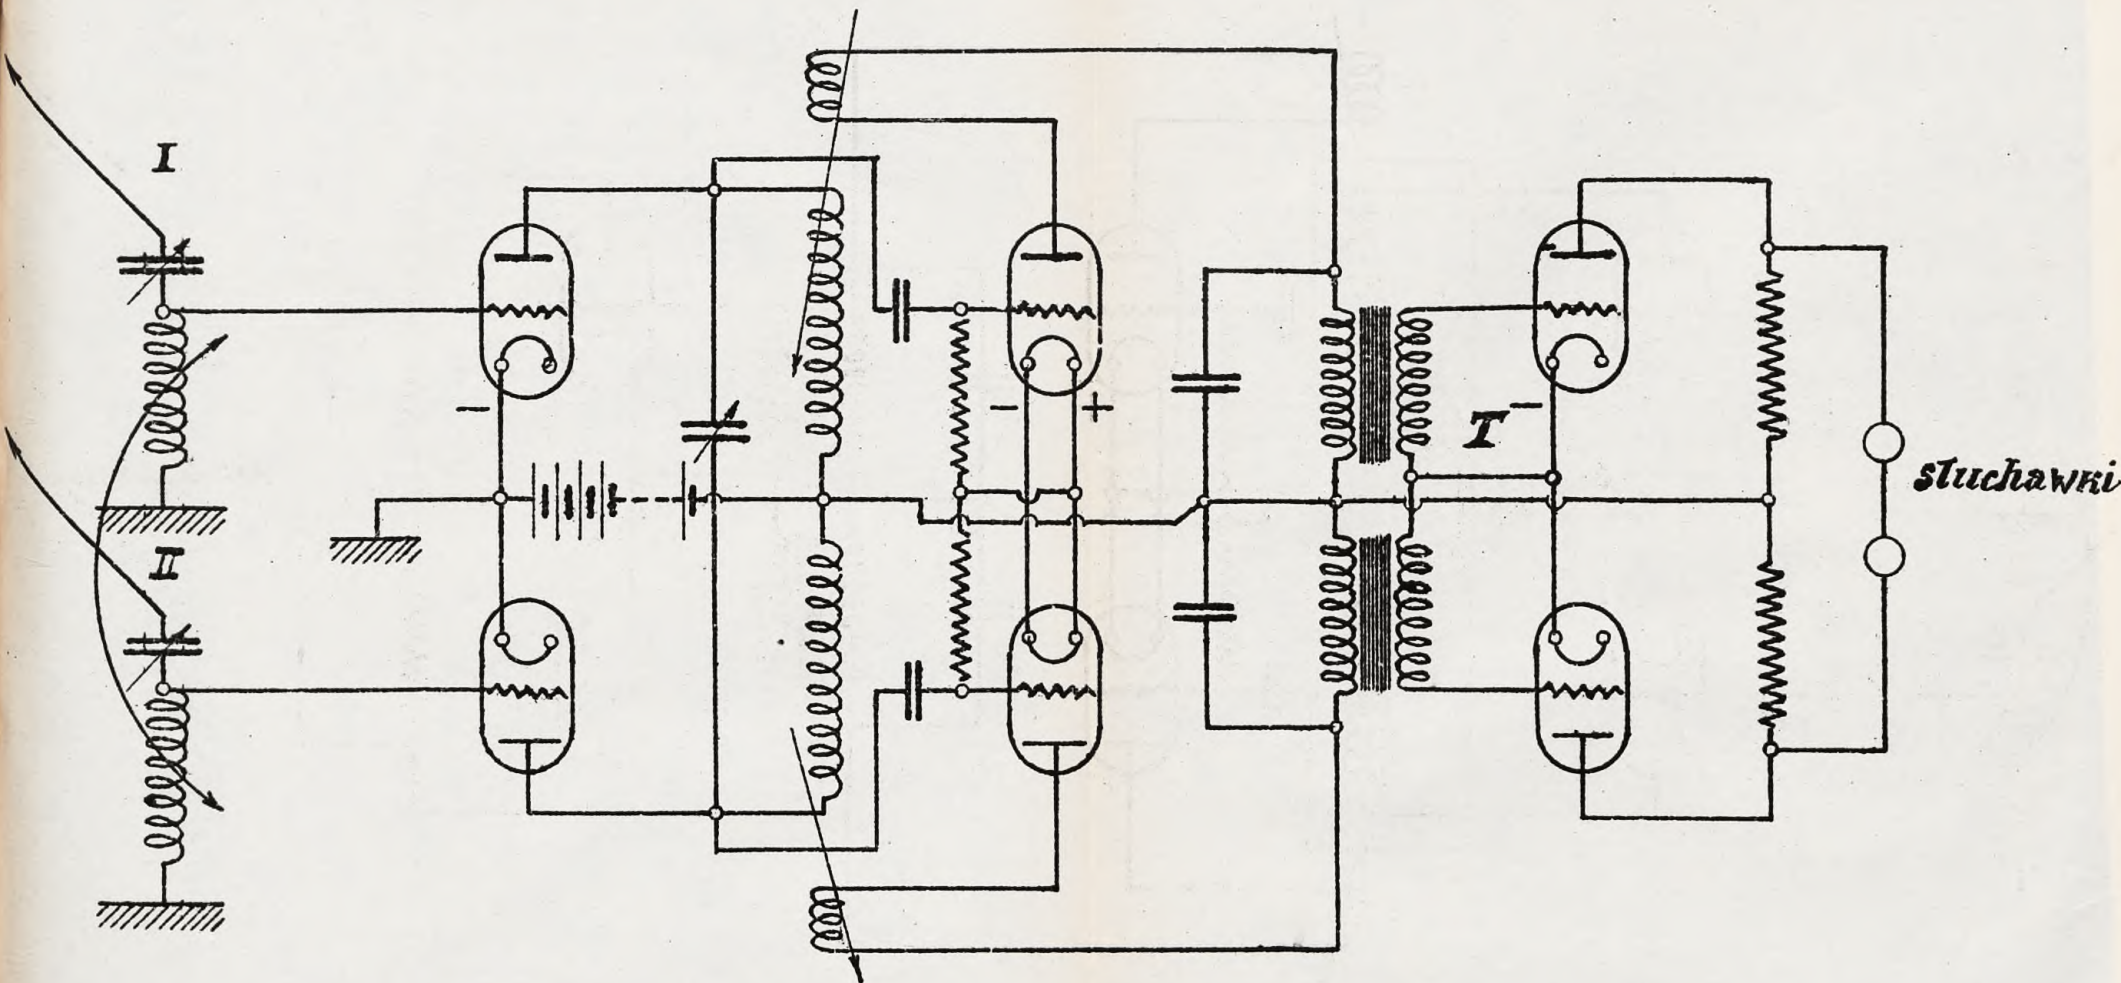 I
II
-
- +
T -
słuchawki